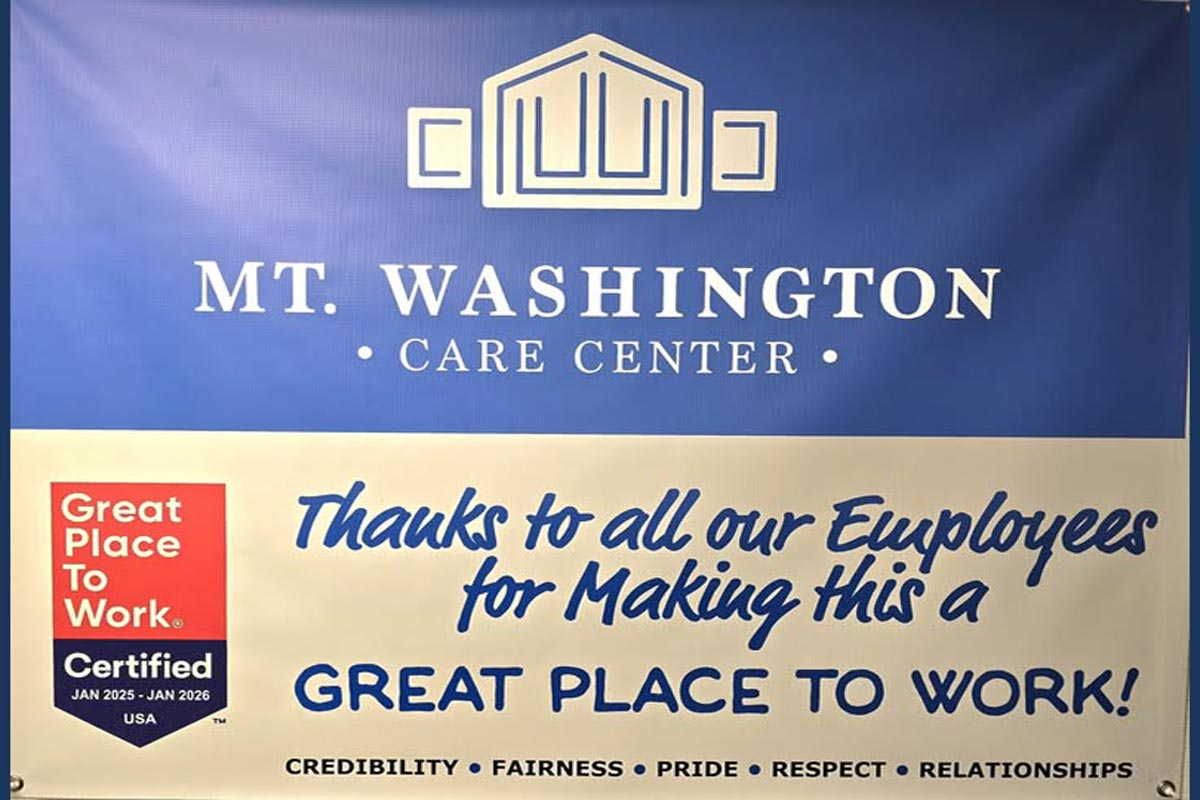 MT. WASHINGTON
• CARE CENTER •
Great
Place
To
Work®
Certified
JAN 2025 - JAN 2026
USA
™
Thanks to all our Employees
for Making this a
GREAT PLACE TO WORK!
CREDIBILITY • FAIRNESS • PRIDE • RESPECT • RELATIONSHIPS